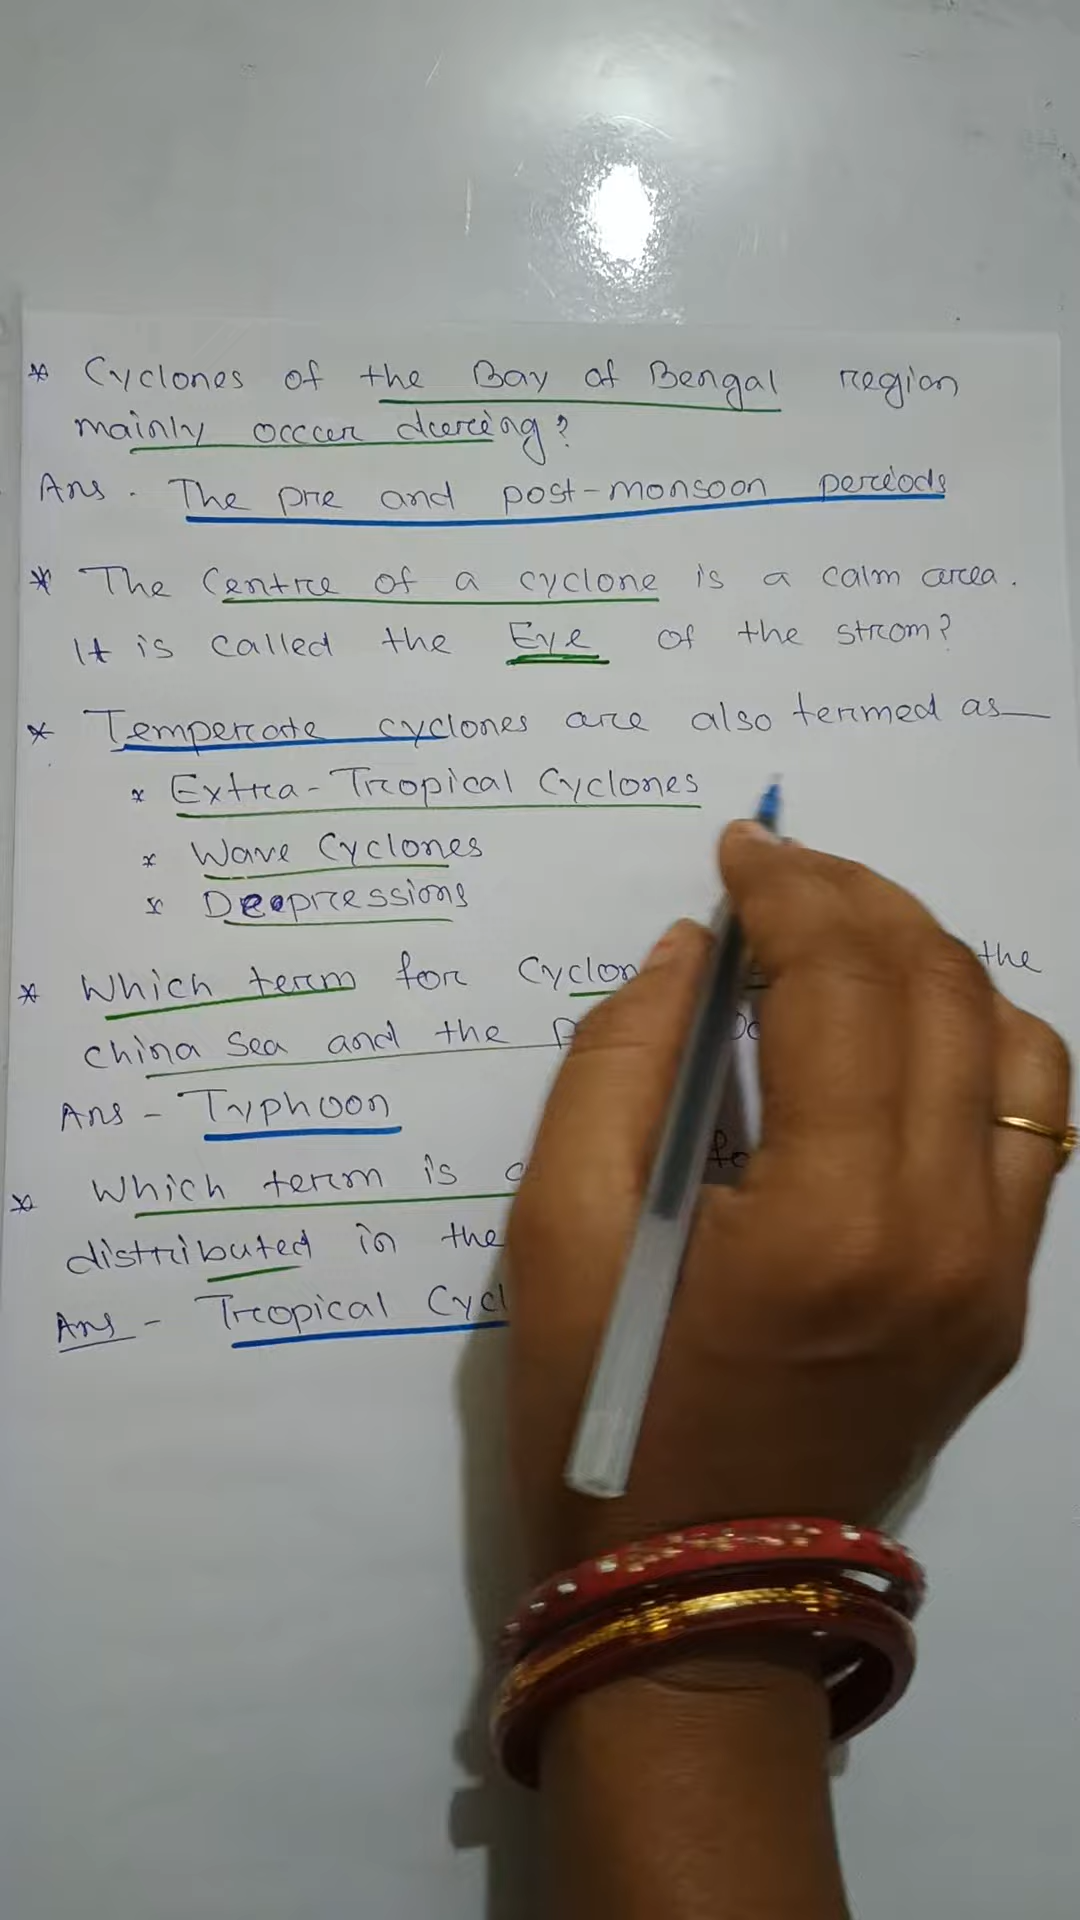 * Cyclones of the Bay of Bengal region
mainly occur during?
Ans. The pre and post-monsoon periods
* The Centre of a cyclone is a calm area.
It is called the Eye of the strom?
* Temperate cyclones are also termed as—
* Extra-Tropical Cyclones
* Wave Cyclones
* Deepressions
* Which term for the
china Sea and the
Ans - Typhoon
* Which term is
distributed in the
Ans - Tropical